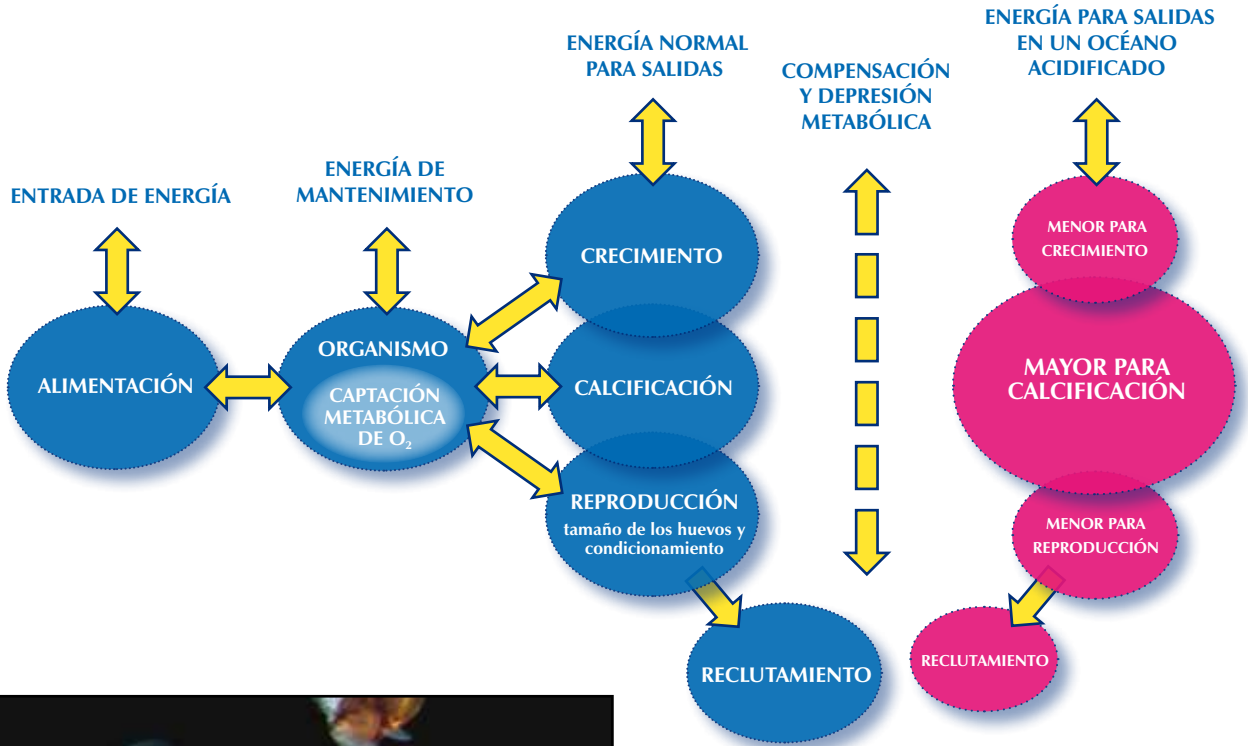 ENTRADA DE ENERGÍA
ALIMENTACIÓN
ENERGÍA DE
MANTENIMIENTO
ORGANISMO
CAPTACIÓN
METABÓLICA
DE O₂
ENERGÍA NORMAL
PARA SALIDAS
CRECIMIENTO
CALCIFICACIÓN
REPRODUCCIÓN
tamaño de los huevos y
condicionamiento
RECLUTAMIENTO
COMPENSACIÓN
Y DEPRESIÓN
METABÓLICA
ENERGÍA PARA SALIDAS
EN UN OCÉANO
ACIDIFICADO
MENOR PARA
CRECIMIENTO
MAYOR PARA
CALCIFICACIÓN
MENOR PARA
REPRODUCCIÓN
RECLUTAMIENTO